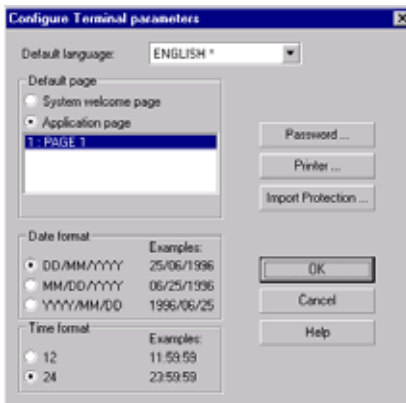 Configure Terminal parameters
Default language: ENGLISH *
Default page
System welcome page
Application page
1 : PAGE 1
Password ...
Printer ...
Import Protection ...
Date format
Examples:
DD/MM/YYYY 25/06/1996
MM/DD/YYYY 06/25/1996
YYYY/MM/DD 1996/06/25
OK
Cancel
Help
Time format
Examples:
12 11:59:59
24 23:59:59